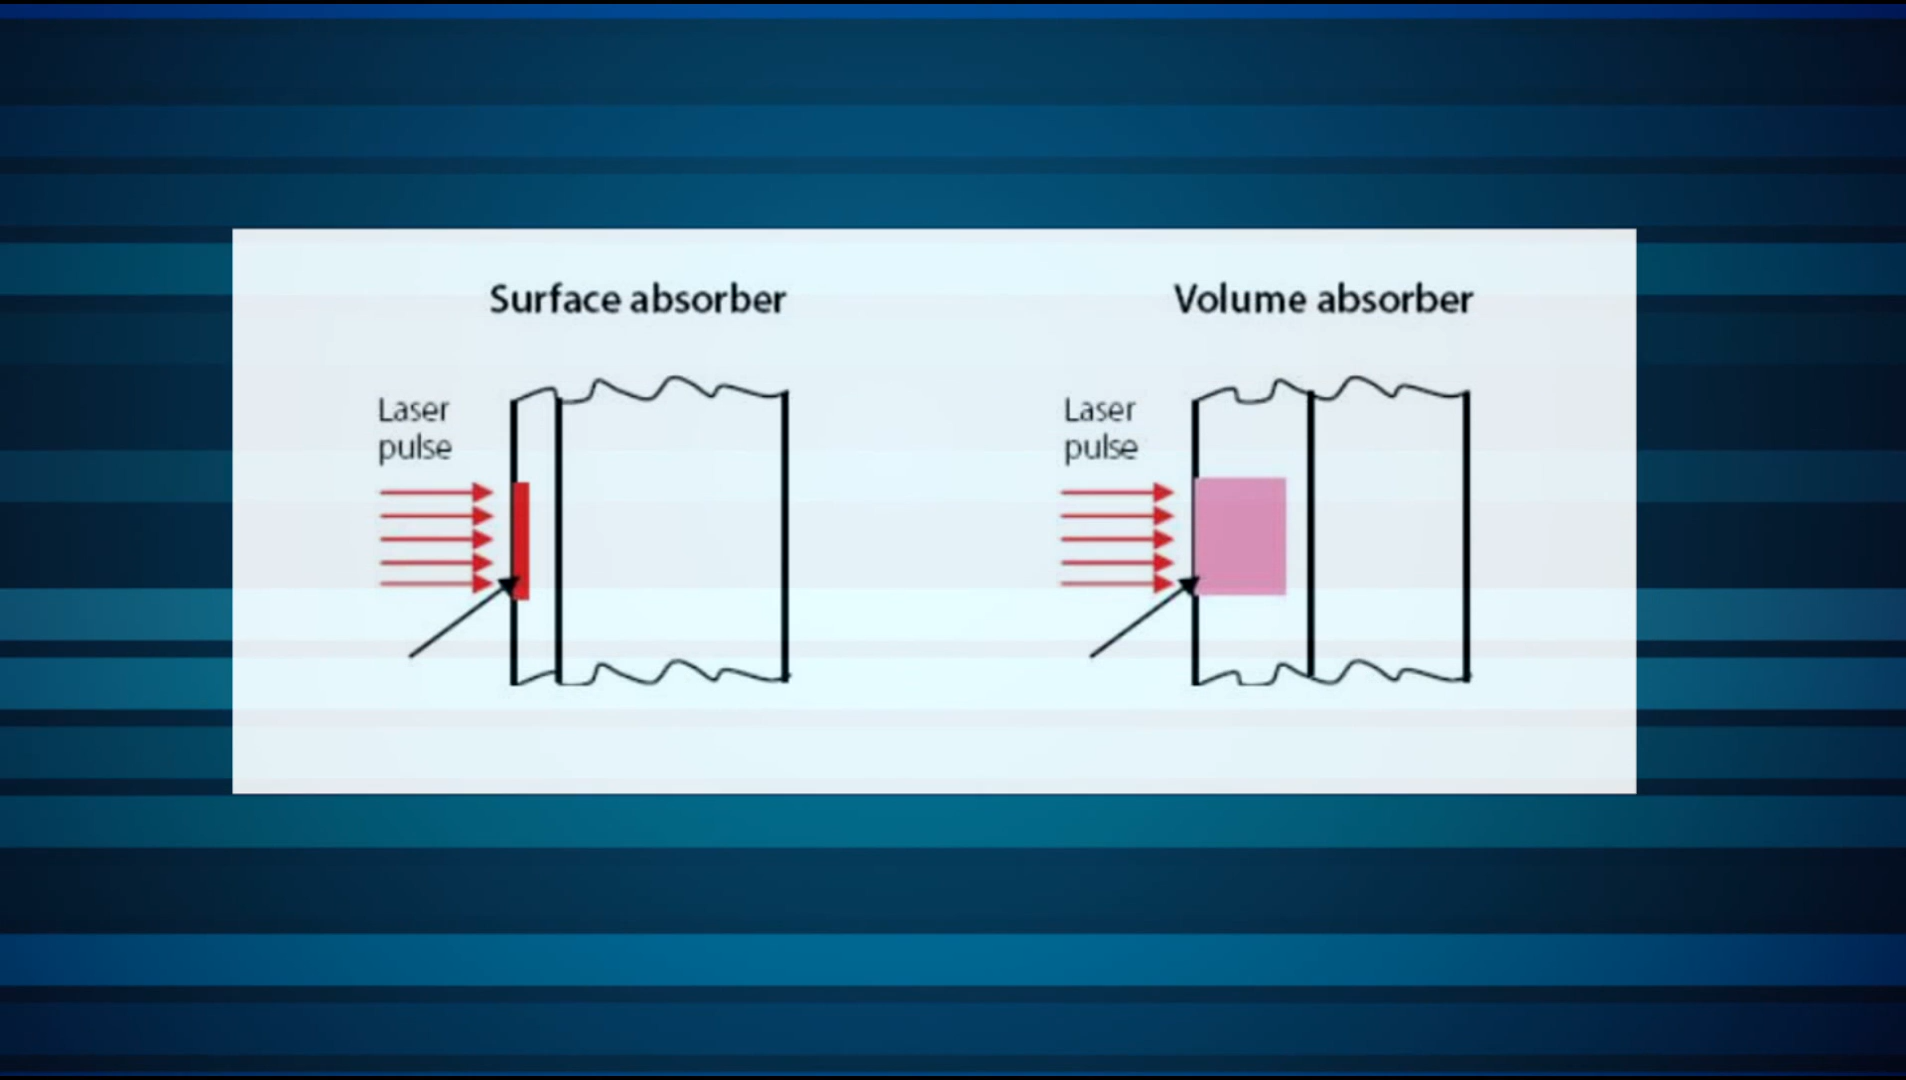 Surface absorber
Volume absorber
Laser
pulse
Laser
pulse